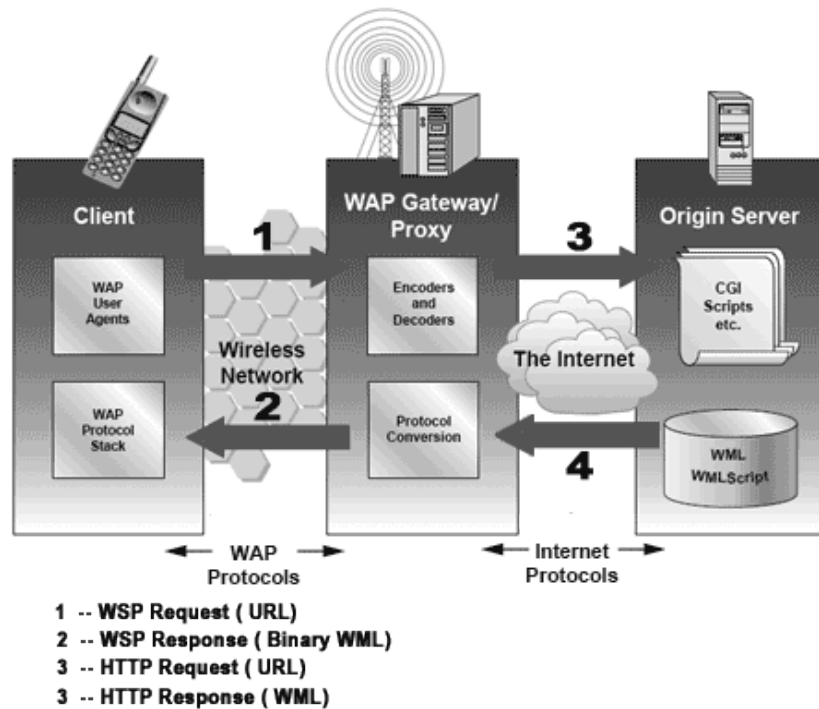 Client
WAP Gateway/
Proxy
Origin Server
1
3
WAP
User
Agents
Encoders
and
Decoders
CGI
Scripts
etc.
Wireless
Network
The Internet
2
4
WAP
Protocol
Stack
Protocol
Conversion
WML
WMLScript
WAP
Protocols
Internet
Protocols
1 -- WSP Request ( URL)
2 -- WSP Response ( Binary WML)
3 -- HTTP Request ( URL)
3 -- HTTP Response ( WML)